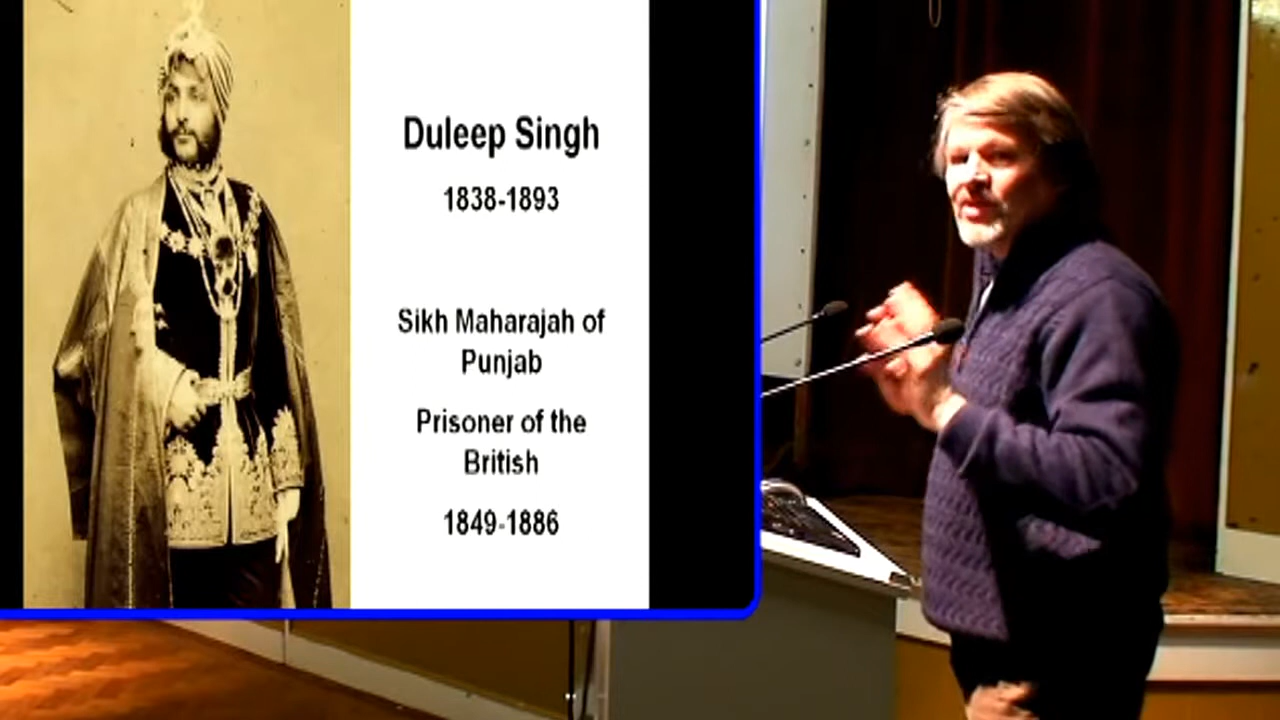 Duleep Singh
1838-1893
Sikh Maharajah of
Punjab
Prisoner of the
British
1849-1886